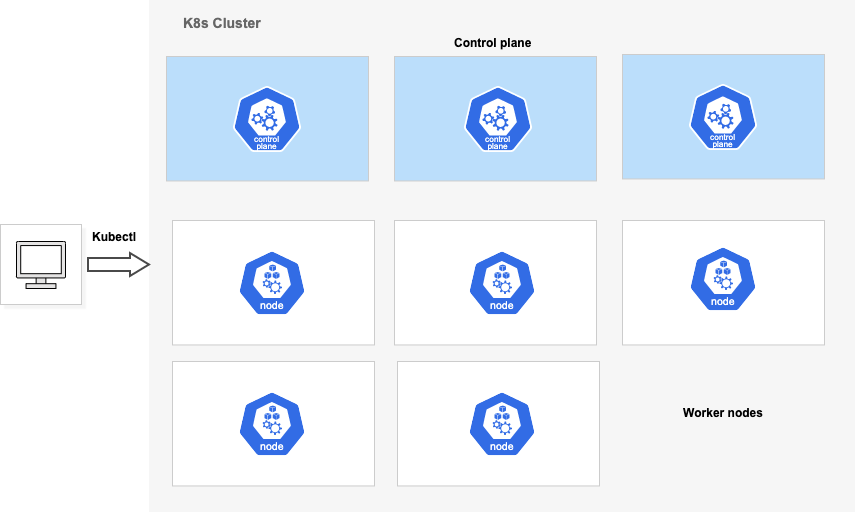 K8s Cluster
Control plane
control
plane
control
plane
control
plane
Kubectl
node
node
node
node
node
Worker nodes